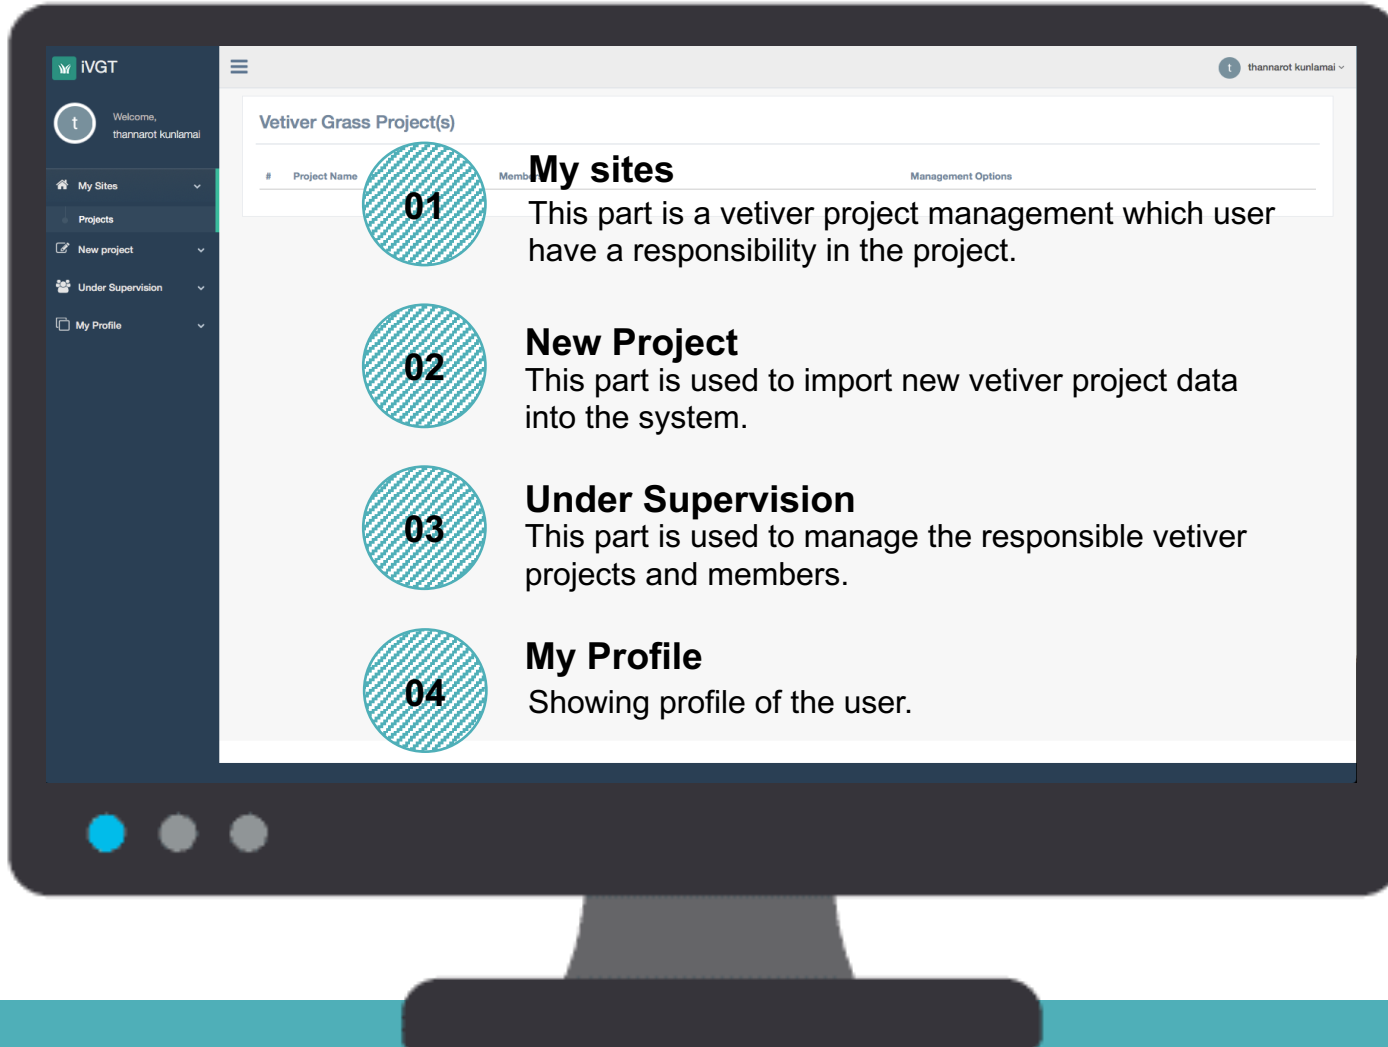 iVGT
t thannarot kunlamai
t
Welcome,
thannarot kunlamai
My Sites
Projects
New project
Under Supervision
My Profile
Vetiver Grass Project(s)
# Project Name Member Management Options
01
My sites
This part is a vetiver project management which user
have a responsibility in the project.
02
New Project
This part is used to import new vetiver project data
into the system.
03
Under Supervision
This part is used to manage the responsible vetiver
projects and members.
04
My Profile
Showing profile of the user.